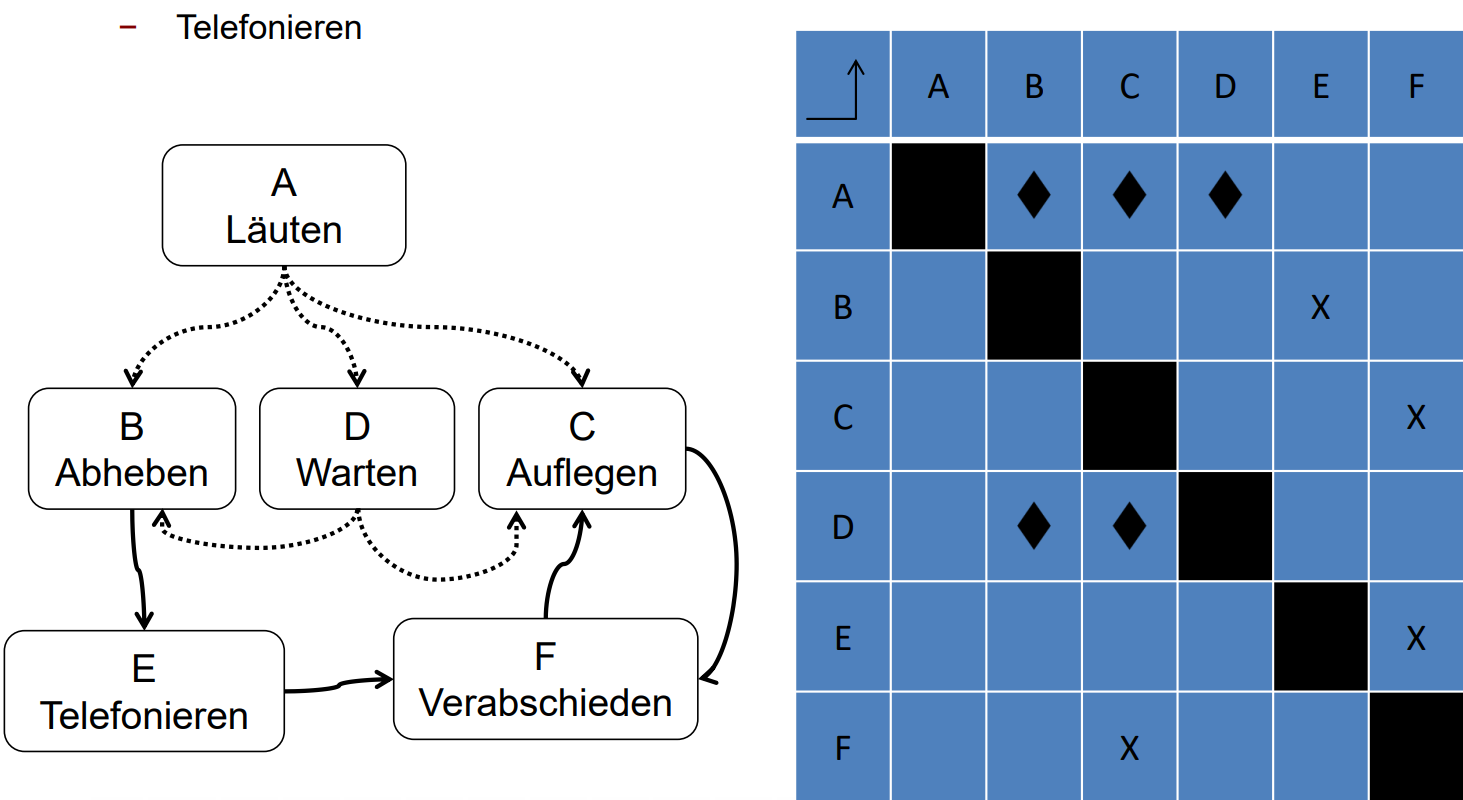 – Telefonieren
A
Läuten
B
Abheben
D
Warten
C
Auflegen
E
Telefonieren
F
Verabschieden
A B C D E F
A
B X
C X
D
E X
F X